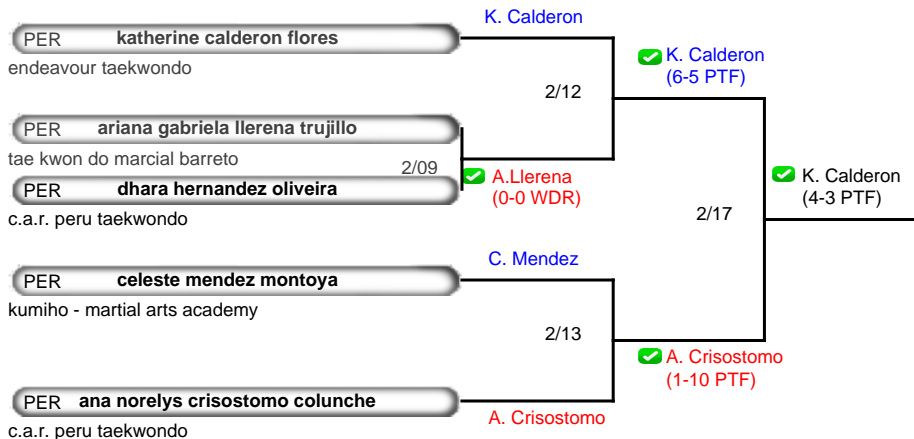 K. Calderon
PER katherine calderon flores
endeavour taekwondo
K. Calderon
(6-5 PTF)
2/12
PER ariana gabriela llerena trujillo
tae kwon do marcial barreto
2/09
A.Llerena
(0-0 WDR)
PER dhara hernandez oliveira
c.a.r. peru taekwondo
K. Calderon
(4-3 PTF)
2/17
C. Mendez
PER celeste mendez montoya
kumiho - martial arts academy
2/13
A. Crisostomo
(1-10 PTF)
PER ana norelys crisostomo colunche
A. Crisostomo
c.a.r. peru taekwondo